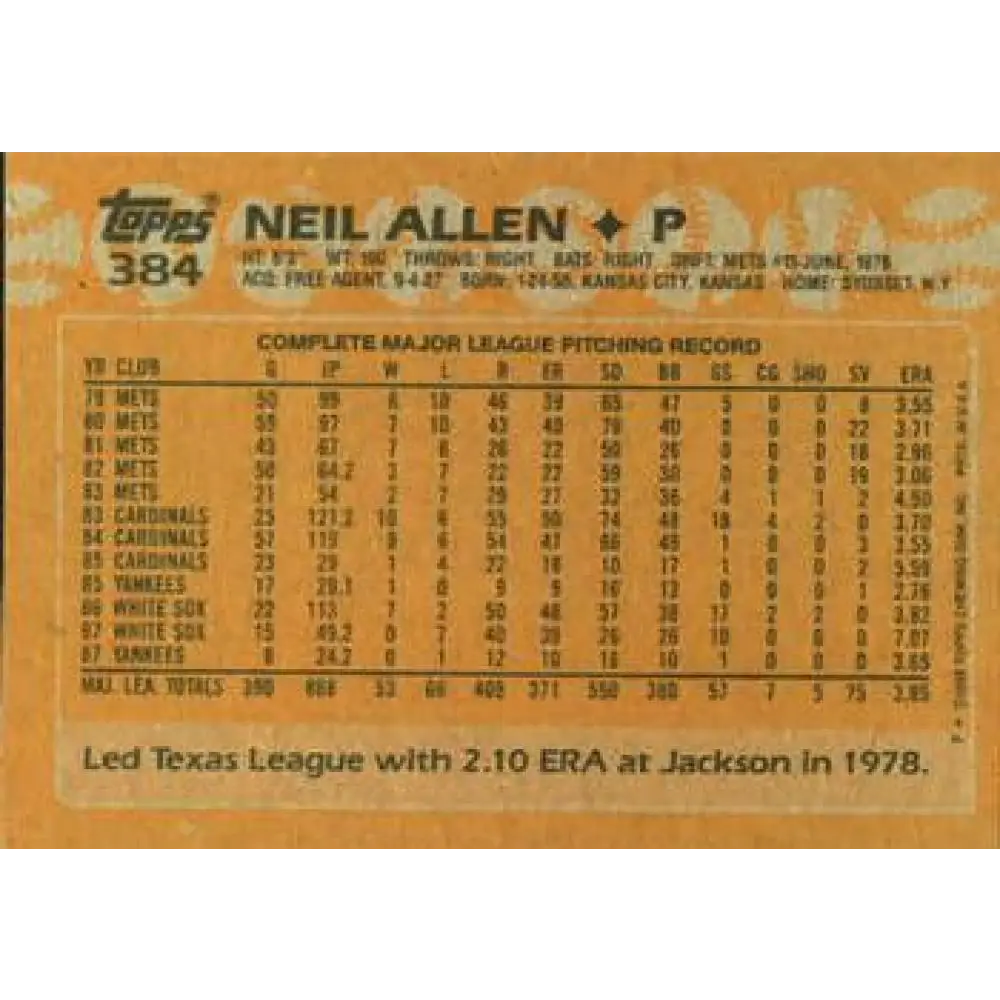 topps® NEIL ALLEN ✦ P
384
THROWS: RIGHT BATS: RIGHT DRFT: METS #11-JUNE, 1976
ACQ: FREE AGENT, 9-4-87 BORN: 1-24-58, KANSAS CITY, KANSAS HOME: SYOSSET, N.Y.
COMPLETE MAJOR LEAGUE PITCHING RECORD
YR CLUB G IP W L R ER SO BB GS CG SHO SV ERA
79 METS 50 99 6 10 46 39 65 47 5 0 0 8 3.55
80 METS 59 97 7 10 43 40 79 40 0 0 0 22 3.71
81 METS 43 67 7 6 26 22 50 26 0 0 0 18 2.96
82 METS 50 64.2 3 7 22 22 59 30 0 0 0 19 3.06
83 METS 21 54 2 7 29 27 32 36 4 1 1 2 4.50
83 CARDINALS 25 121.2 10 6 55 50 74 48 18 4 2 0 3.70
84 CARDINALS 57 119 9 6 54 47 66 49 1 0 0 3 3.55
85 CARDINALS 23 29 1 4 22 18 10 17 1 0 0 2 5.59
85 YANKEES 17 29.1 1 0 9 9 16 13 0 0 0 1 2.76
86 WHITE SOX 22 113 7 2 50 48 57 38 17 2 2 0 3.82
87 WHITE SOX 15 49.2 0 7 40 39 26 26 10 0 0 0 7.07
87 YANKEES 8 24.2 0 1 12 10 16 10 1 0 0 0 3.65
MAJ. LEA. TOTALS 390 868 53 66 408 371 550 380 57 7 5 75 3.85
Led Texas League with 2.10 ERA at Jackson in 1978.